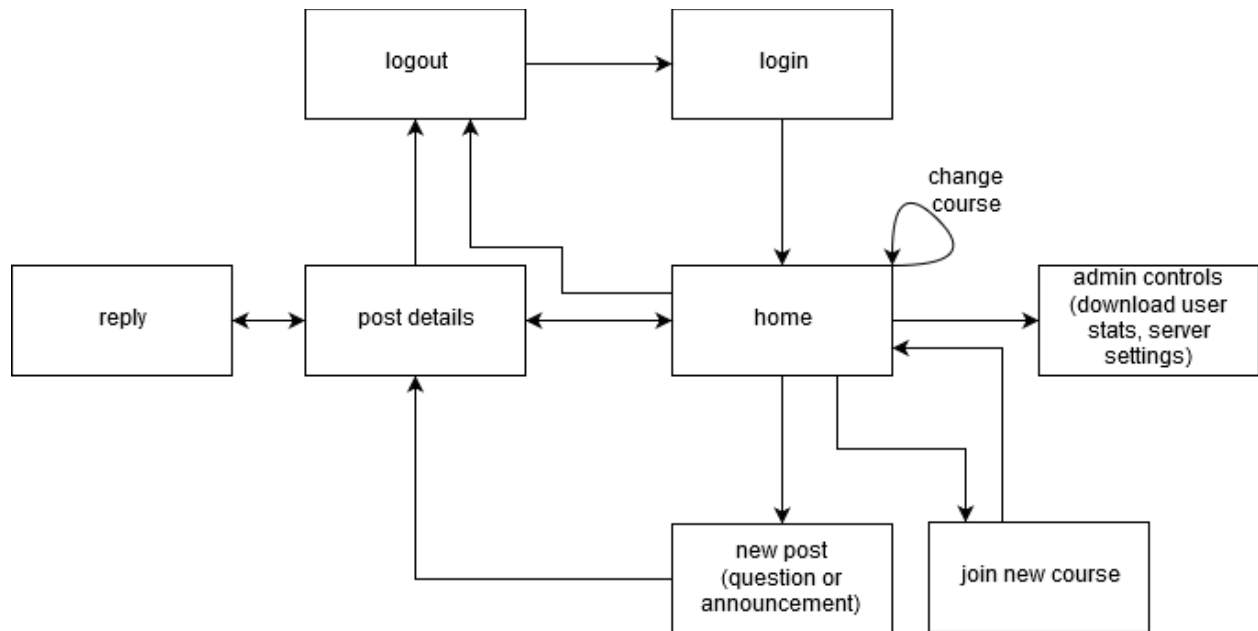 logout
login
change
course
reply
post details
home
admin controls
(download user
stats, server
settings)
new post
(question or
announcement)
join new course